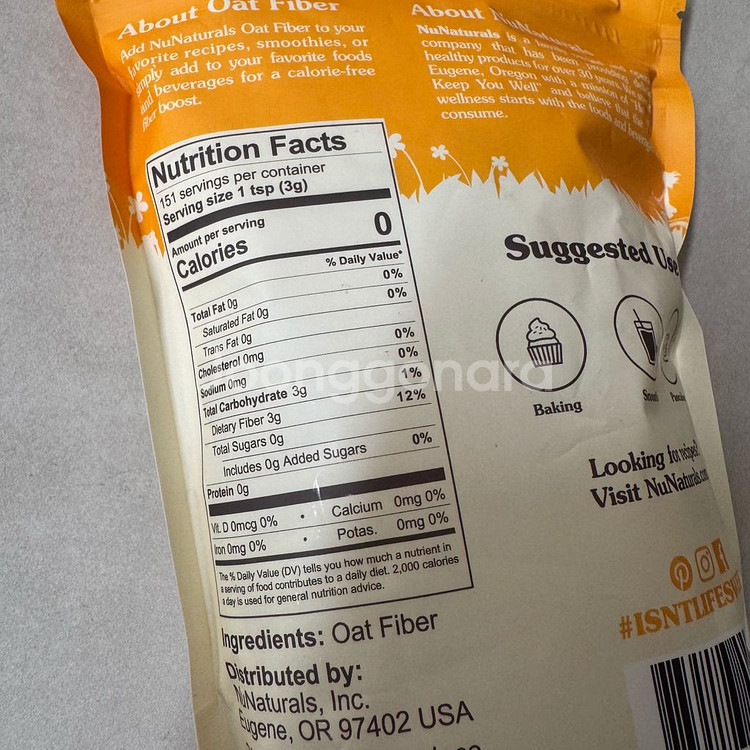 About Oat Fiber
Add NuNaturals Oat Fiber to your
favorite recipes, smoothies, or
simply add to your favorite foods
and beverages for a calorie-free
fiber boost.
About NuNaturals
NuNaturals is a
company that has been
healthy products for over 30 years.
Eugene, Oregon with a mission of
Keep You Well" and believe that
wellness starts with the foods and
consume.
Nutrition Facts
151 servings per container
Serving size 1 tsp (3g)
Amount per serving
Calories 0
% Daily Value*
Total Fat 0g 0%
Saturated Fat 0g 0%
Trans Fat 0g
Cholesterol 0mg 0%
Sodium 0mg 0%
Total Carbohydrate 3g 1%
Dietary Fiber 3g 12%
Total Sugars 0g
Includes 0g Added Sugars 0%
Protein 0g
Vit. D 0mcg 0% • Calcium 0mg 0%
Iron 0mg 0% • Potas. 0mg 0%
The % Daily Value (DV) tells you how much a nutrient in
a serving of food contributes to a daily diet. 2,000 calories
a day is used for general nutrition advice.
Ingredients: Oat Fiber
Distributed by:
NuNaturals, Inc.
Eugene, OR 97402 USA
Suggested Use
Baking
Looking for recipes?
Visit NuNaturals.com